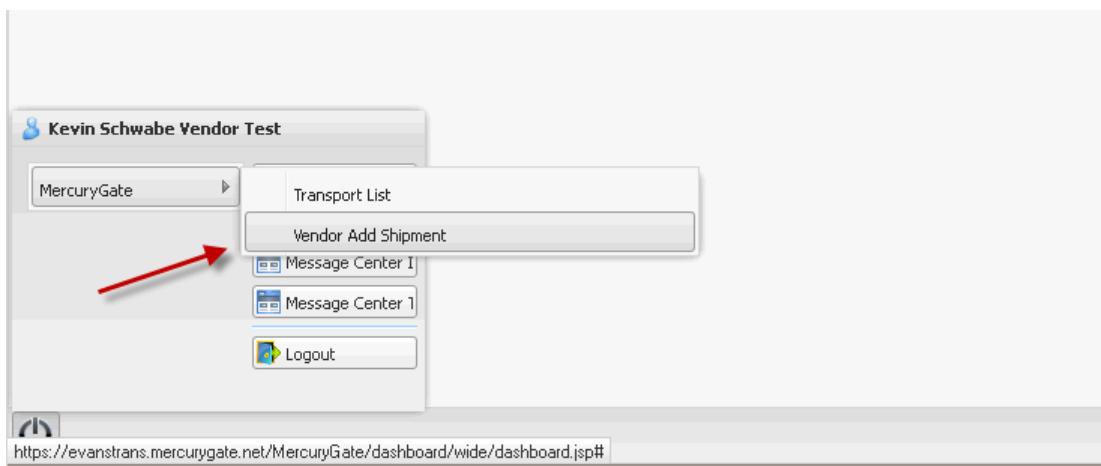 Kevin Schwabe Vendor Test
MercuryGate
Transport List
Vendor Add Shipment
Message Center I
Message Center
Logout
https://evanstrans.mercurygate.net/MercuryGate/dashboard/wide/dashboard.jsp#